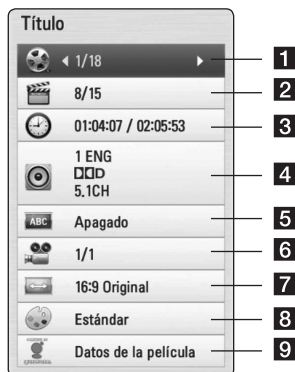 Título
1/18
1
8/15
2
01:04:07 / 02:05:53
3
1 ENG
DD D
5.1CH
4
ABC
Apagado
5
1/1
6
16:9 Original
7
Estándar
8
Datos de la película
9